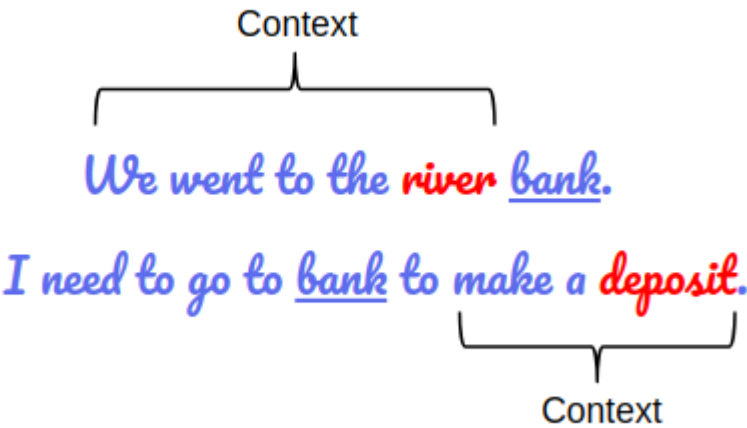 Context
We went to the river bank.
I need to go to bank to make a deposit.
Context